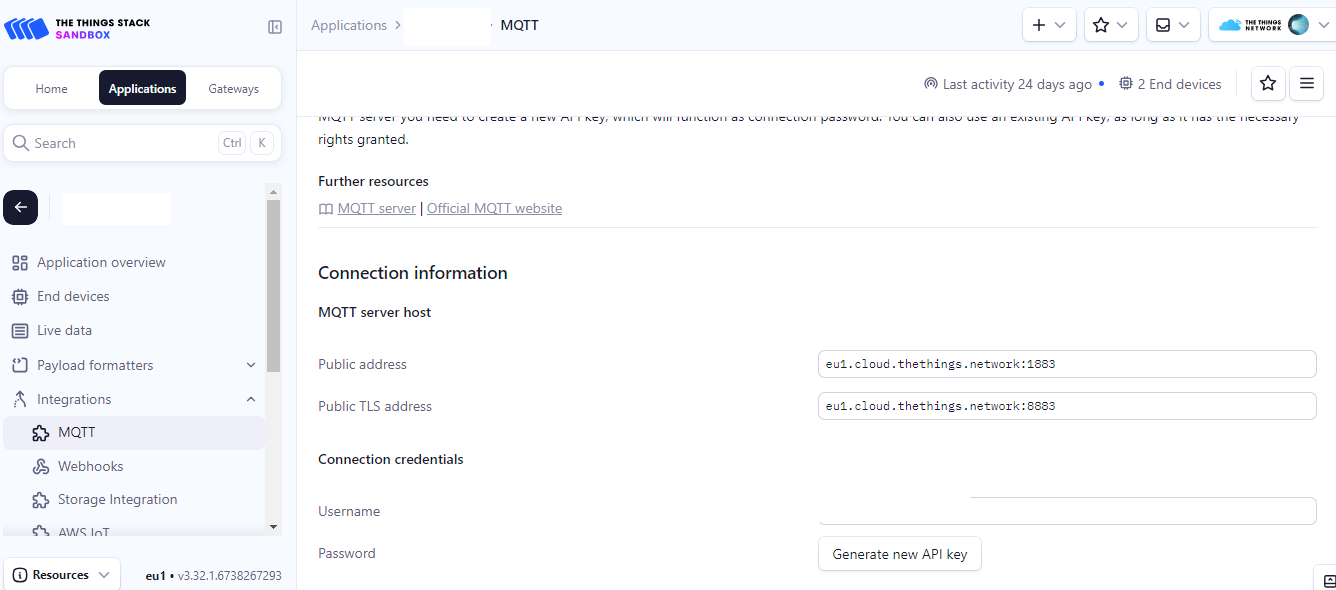 THE THINGS STACK
SANDBOX
Applications
MQTT
THE THINGS
NETWORK
Home
Applications
Gateways
Last activity 24 days ago
2 End devices
Search
Ctrl
K
MQTT server you need to create a new API key, which will function as connection password. You can also use an existing API key, as long as it has the necessary
rights granted.
Further resources
MQTT server | Official MQTT website
Application overview
End devices
Live data
Payload formatters
Integrations
MQTT
Webhooks
Storage Integration
AWS IoT
Connection information
MQTT server host
Public address
eu1.cloud.thethings.network:1883
Public TLS address
eu1.cloud.thethings.network:8883
Connection credentials
Username
Password
Generate new API key
Resources
eu1 • v3.32.1.6738267293